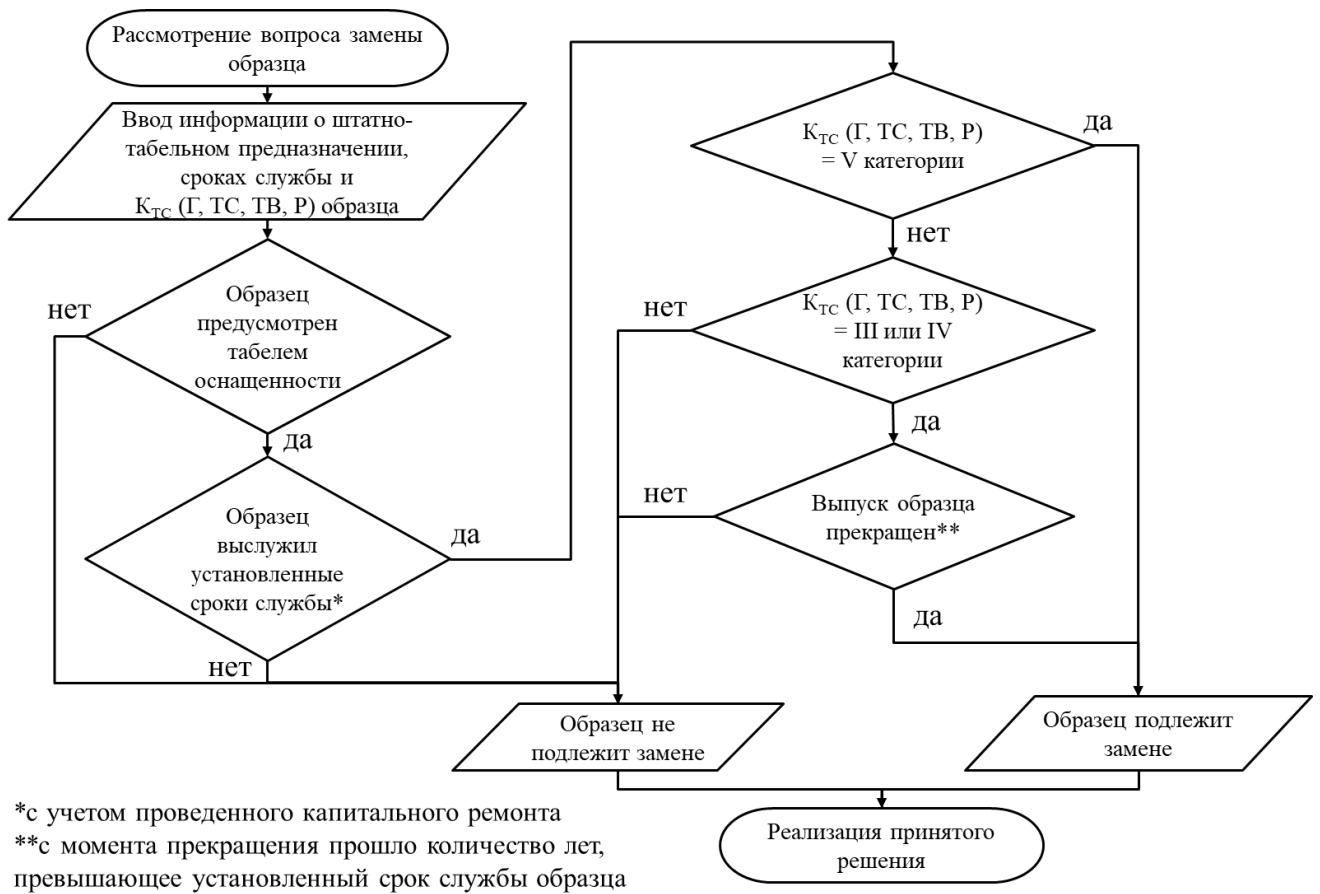 Рассмотрение вопроса замены
образца
Ввод информации о штатно-
табельном предназначении,
сроках службы и
КТС (Г, ТС, ТВ, Р) образца
нет
Образец
предусмотрен
табелем
оснащенности
да
Образец
выслужил
установленные
сроки службы*
да
нет
КТС (Г, ТС, ТВ, Р)
= V категории
да
нет
КТС (Г, ТС, ТВ, Р)
= III или IV
категории
нет
да
Выпуск образца
прекращен**
нет
да
Образец не
подлежит замене
Образец подлежит
замене
Реализация принятого
решения
*с учетом проведенного капитального ремонта
**с момента прекращения прошло количество лет,
превышающее установленный срок службы образца